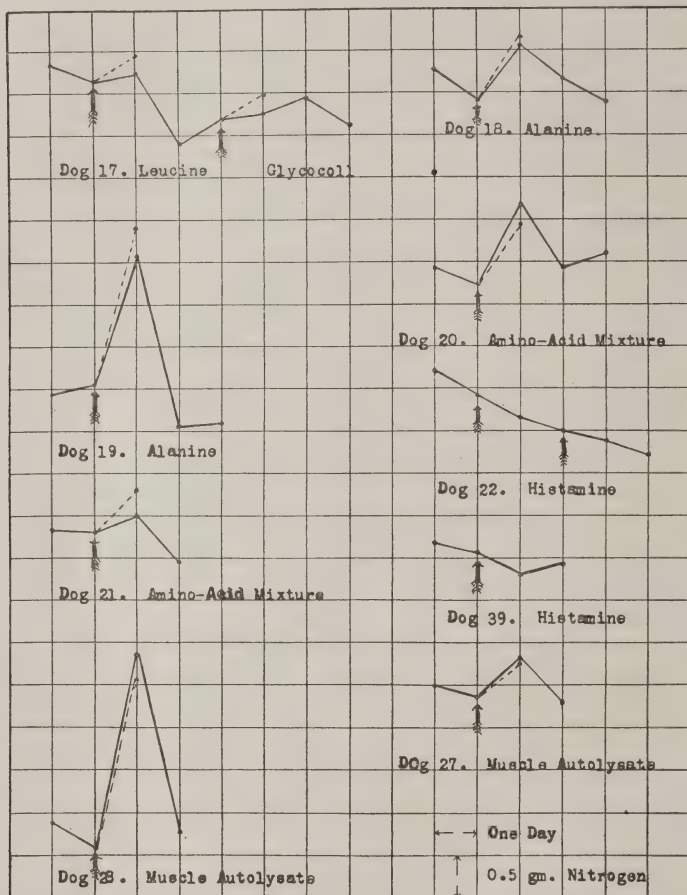 Dog 17. Leucine Glycocoll
Dog 18. Alanine
Dog 19. Alanine
Dog 20. Amino-Acid Mixture
Dog 22. Histamine
Dog 21. Amino-Acid Mixture
Dog 39. Histamine
Dog 27. Muscle Autolysate
One Day
0.5 gm. Nitrogen
Dog Muscle Autolysate